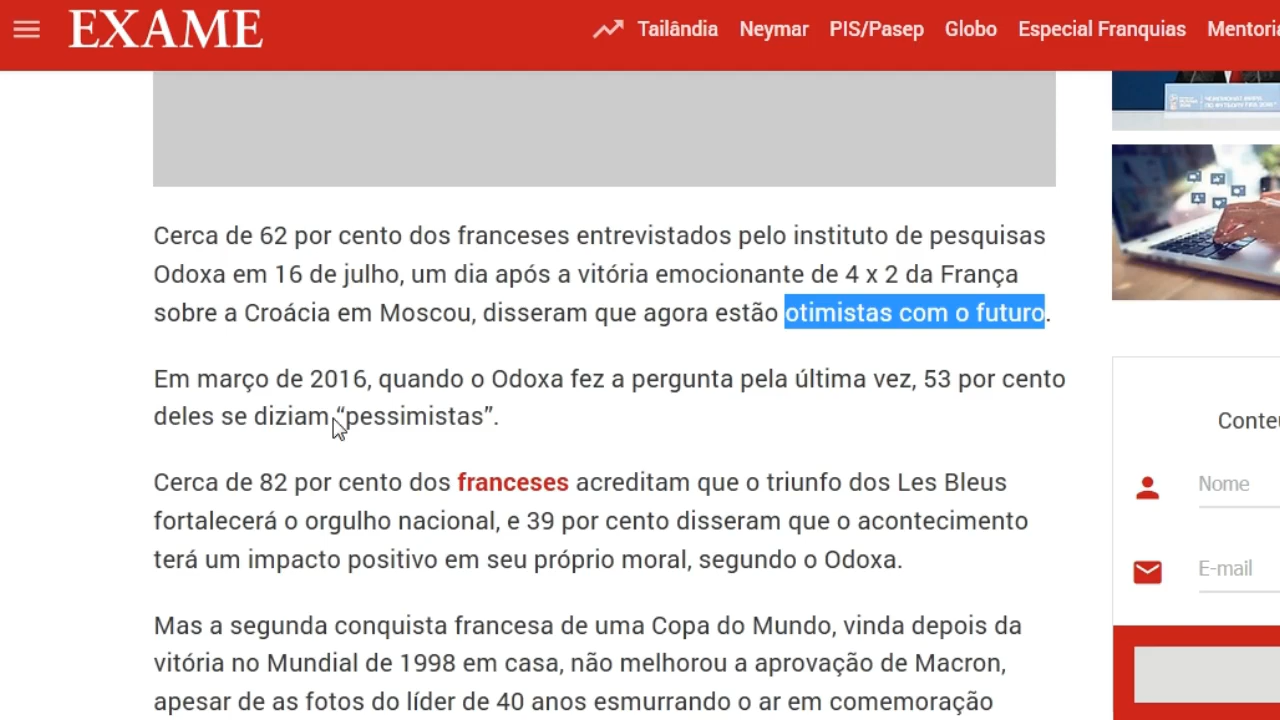 EXAME
Tailândia Neymar PIS/Pasep Globo Especial Franquias
Cerca de 62 por cento dos franceses entrevistados pelo instituto de pesquisas
Odoxa em 16 de julho, um dia após a vitória emocionante de 4 x 2 da França
sobre a Croácia em Moscou, disseram que agora estão otimistas com o futuro.
Em março de 2016, quando o Odoxa fez a pergunta pela última vez, 53 por cento
deles se diziam “pessimistas”.
Cerca de 82 por cento dos franceses acreditam que o triunfo dos Les Bleus
fortalecerá o orgulho nacional, e 39 por cento disseram que o acontecimento
terá um impacto positivo em seu próprio moral, segundo o Odoxa.
Mas a segunda conquista francesa de uma Copa do Mundo, vinda depois da
vitória no Mundial de 1998 em casa, não melhorou a aprovação de Macron,
apesar de as fotos do líder de 40 anos esmurrando o ar em comemoração
Nome
E-mail